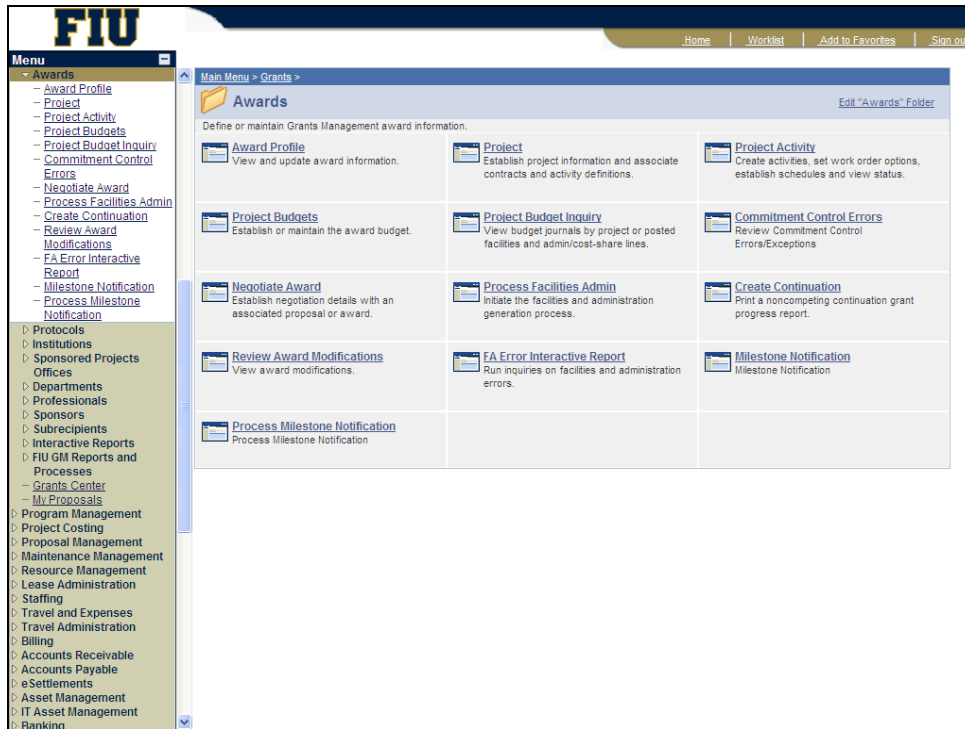 FIU
Home
Worklist
Add to Favorites
Sign ou
Menu
Awards
Award Profile
Project
Project Activity
Project Budgets
Project Budget Inquiry
Commitment Control
Errors
Negotiate Award
Process Facilities Admin
Create Continuation
Review Award
Modifications
FA Error Interactive
Report
Milestone Notification
Process Milestone
Notification
Protocols
Institutions
Sponsored Projects
Offices
Departments
Professionals
Sponsors
Subrecipients
Interactive Reports
FIU GM Reports and
Processes
Grants Center
My Proposals
Program Management
Project Costing
Proposal Management
Maintenance Management
Resource Management
Lease Administration
Staffing
Travel and Expenses
Travel Administration
Billing
Accounts Receivable
Accounts Payable
eSettlements
Asset Management
IT Asset Management
Banking
Main Menu > Grants >
Awards
Edit "Awards" Folder
Define or maintain Grants Management award information.
Award Profile
View and update award information.
Project
Establish project information and associate
contracts and activity definitions.
Project Activity
Create activities, set work order options,
establish schedules and view status.
Project Budgets
Establish or maintain the award budget.
Project Budget Inquiry
View budget journals by project or posted
facilities and admin/cost-share lines.
Commitment Control Errors
Review Commitment Control
Errors/Exceptions
Negotiate Award
Establish negotiation details with an
associated proposal or award.
Process Facilities Admin
Initiate the facilities and administration
generation process.
Create Continuation
Print a noncompeting continuation grant
progress report.
Review Award Modifications
View award modifications.
FA Error Interactive Report
Run inquiries on facilities and administration
errors.
Milestone Notification
Milestone Notification
Process Milestone Notification
Process Milestone Notification